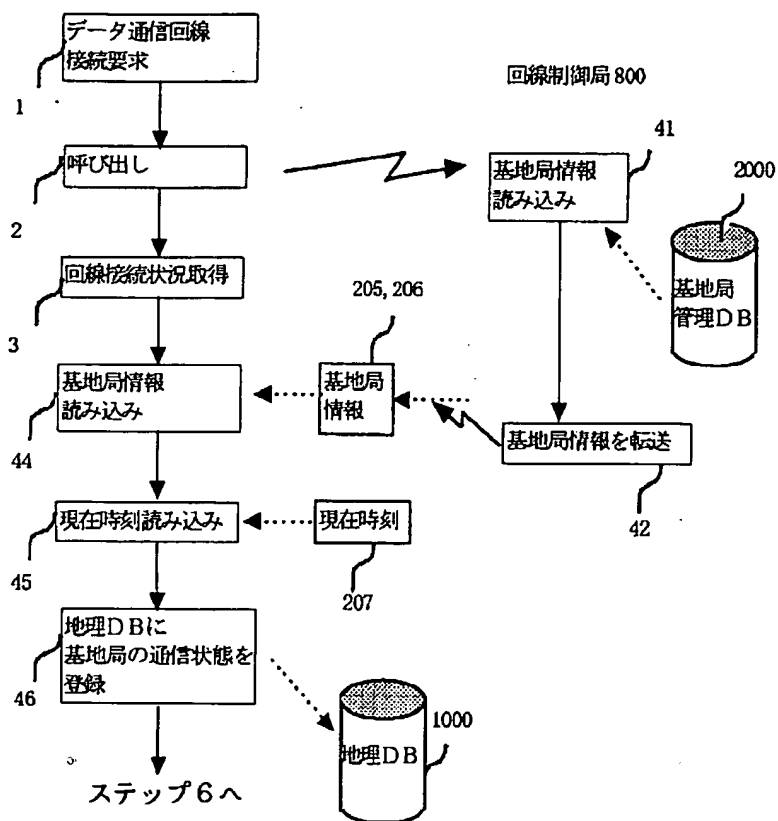 データ通信回線
接続要求
1
回線制御局800
呼び出し
2
41
基地局情報
読み込み
2000
基地局
管理DB
回線接続状況取得
3
205, 206
基地局情報
読み込み
44
基地局
情報
基地局情報を転送
42
現在時刻読み込み
45
現在時刻
207
地理DBに
基地局の通信状態を
登録
46
1000
地理DB
ステップ6へ